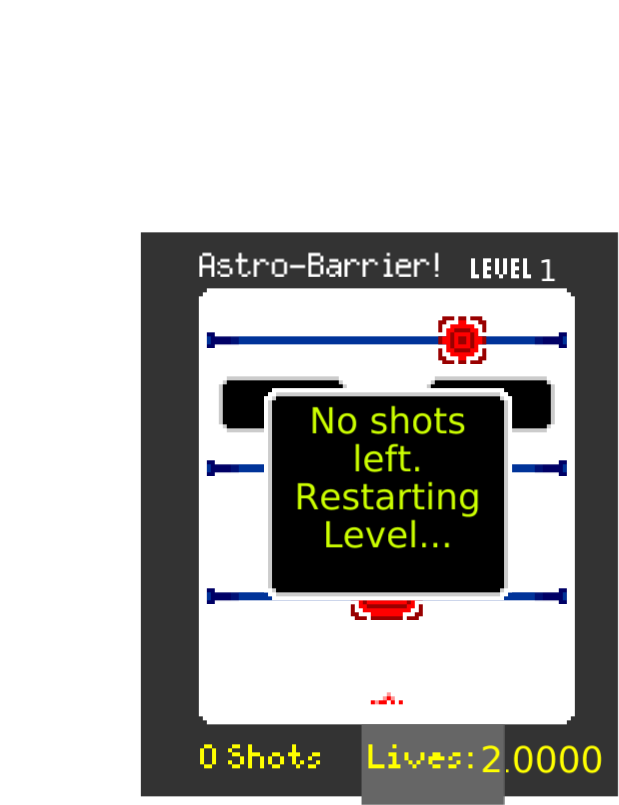 Astro-Barrier! LEVEL 1
No shots
left.
Restarting
Level...
0 Shots Lives:2.0000